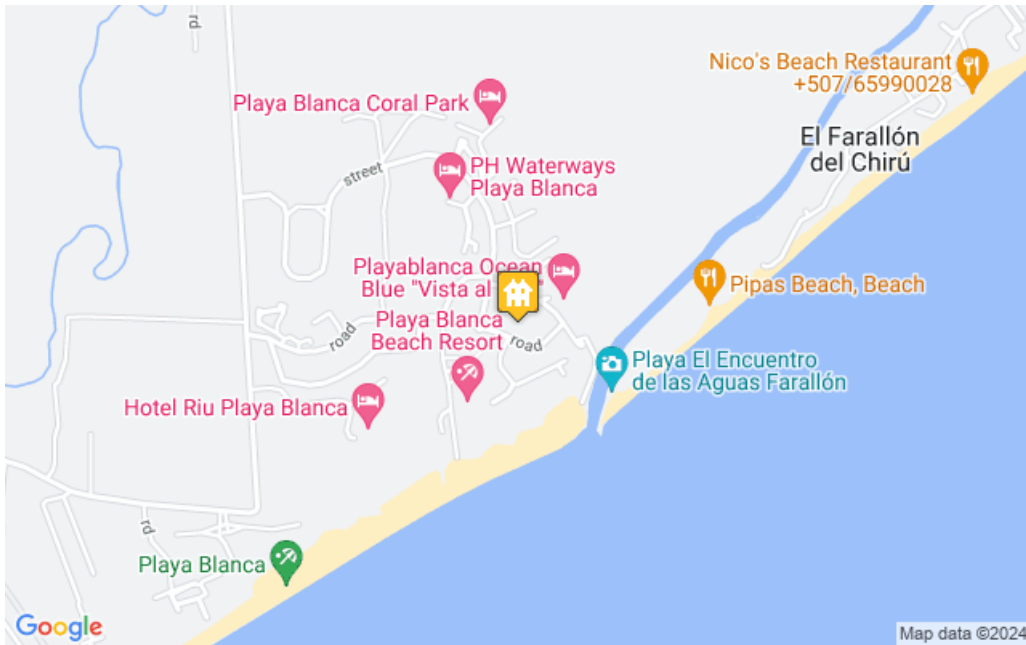 rd
Nico's Beach Restaurant
+507/65990028
Playa Blanca Coral Park
El Farallón
del Chirú
street
PH Waterways
Playa Blanca
Playablanca Ocean
Blue "Vista al
Pipas Beach, Beach
Playa Blanca
Beach Resort
road
road
Playa El Encuentro
de las Aguas Farallón
Hotel Riu Playa Blanca
rd
Playa Blanca
Google
Map data ©2024